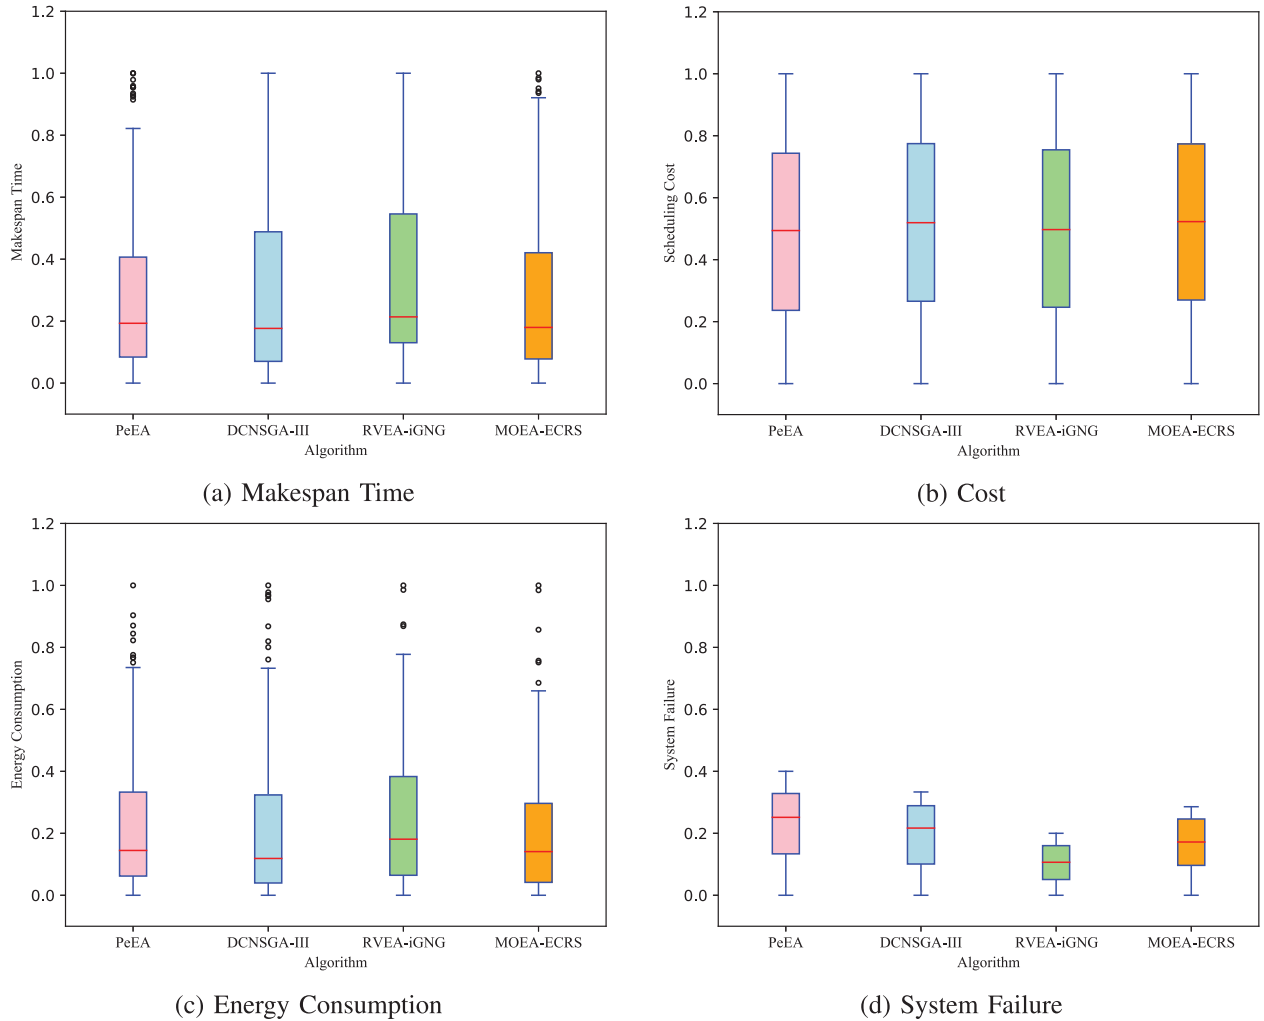 1.2
1.0
0.8
0.6
0.4
0.2
0.0
Makespan Time
PeEA
DCNSGA-III
RVEA-iGNG
MOEA-ECRS
Algorithm
(a) Makespan Time
1.2
1.0
0.8
0.6
0.4
0.2
0.0
Scheduling Cost
PeEA
DCNSGA-III
RVEA-iGNG
MOEA-ECRS
Algorithm
(b) Cost
1.2
1.0
0.8
0.6
0.4
0.2
0.0
Energy Consumption
PeEA
DCNSGA-III
RVEA-iGNG
MOEA-ECRS
Algorithm
(c) Energy Consumption
1.2
1.0
0.8
0.6
0.4
0.2
0.0
System Failure
PeEA
DCNSGA-III
RVEA-iGNG
MOEA-ECRS
Algorithm
(d) System Failure